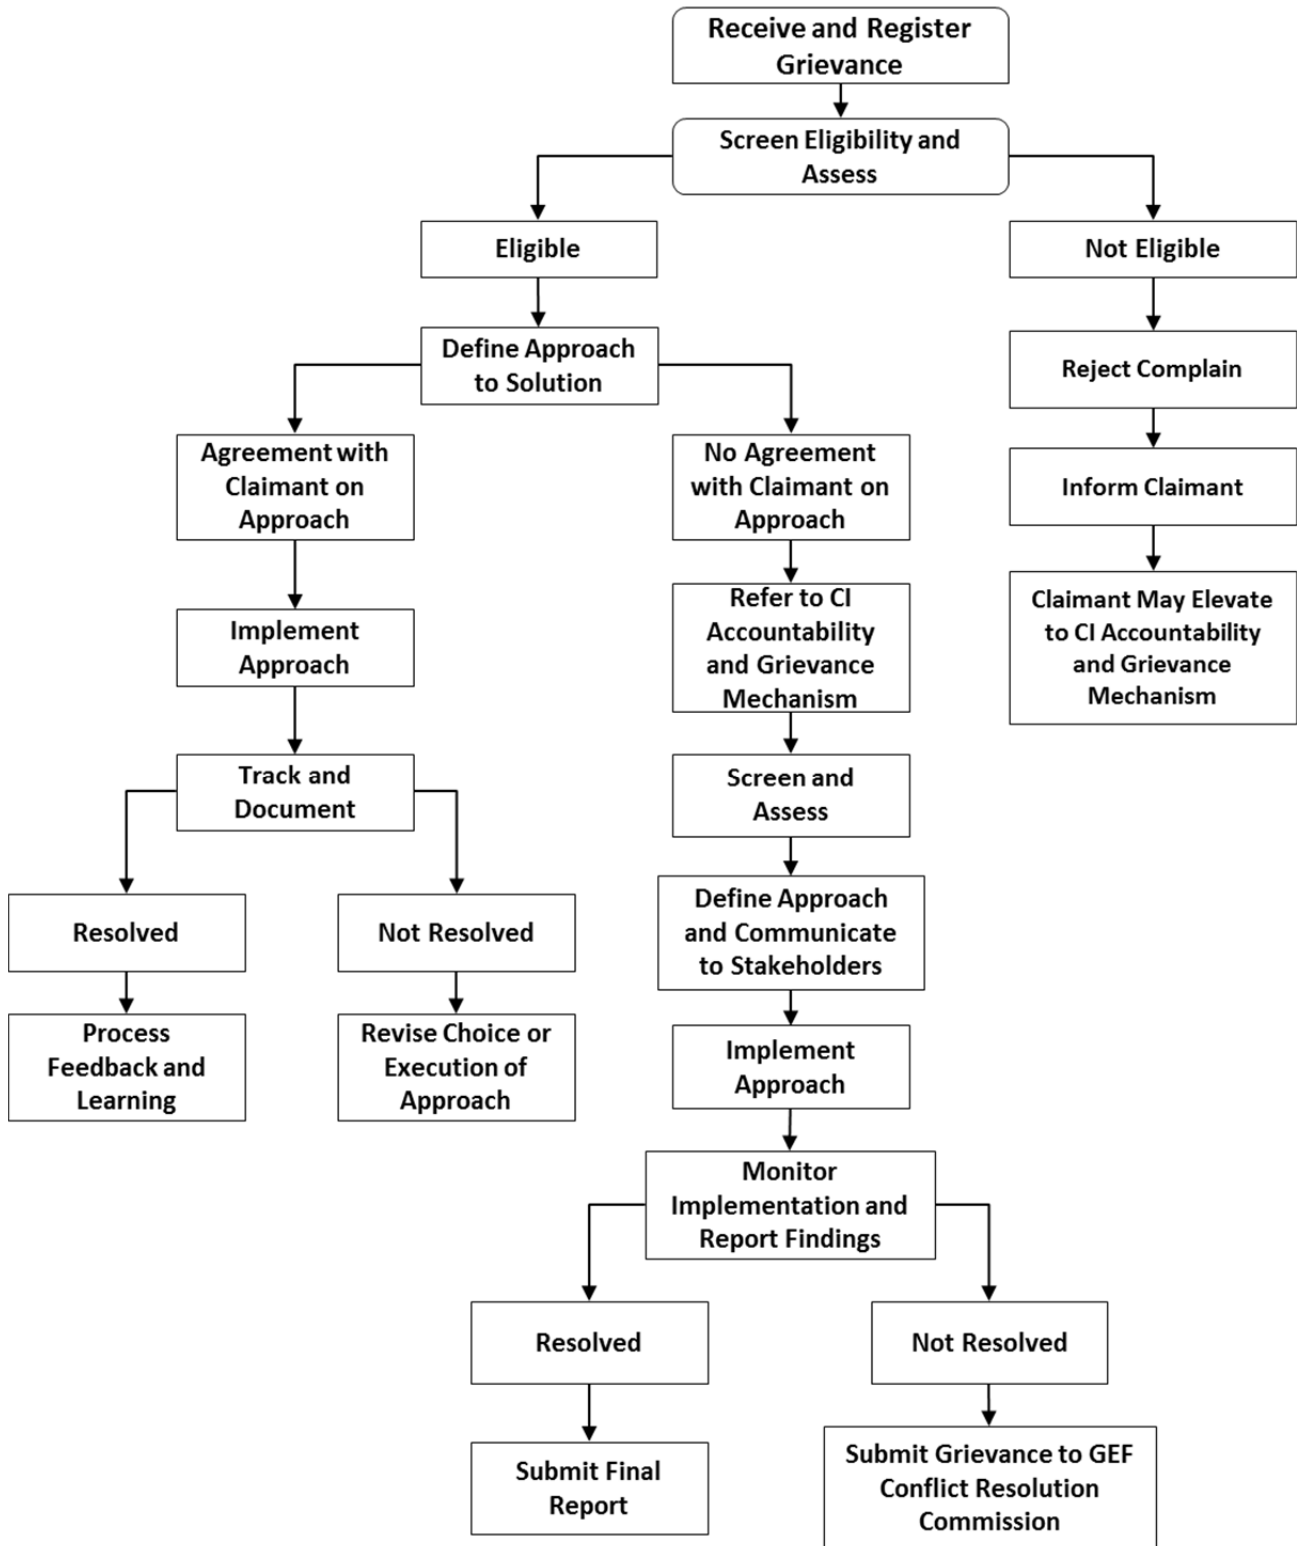 Receive and Register
Grievance
Screen Eligibility and
Assess
Eligible
Not Eligible
Define Approach
to Solution
Reject Complain
Agreement with
Claimant on
Approach
No Agreement
with Claimant on
Approach
Inform Claimant
Implement
Approach
Refer to CI
Accountability
and Grievance
Mechanism
Claimant May Elevate
to CI Accountability
and Grievance
Mechanism
Track and
Document
Screen and
Assess
Resolved
Not Resolved
Define Approach
and Communicate
to Stakeholders
Process
Feedback and
Learning
Revise Choice or
Execution of
Approach
Implement
Approach
Monitor
Implementation and
Report Findings
Resolved
Not Resolved
Submit Final
Report
Submit Grievance to GEF
Conflict Resolution
Commission